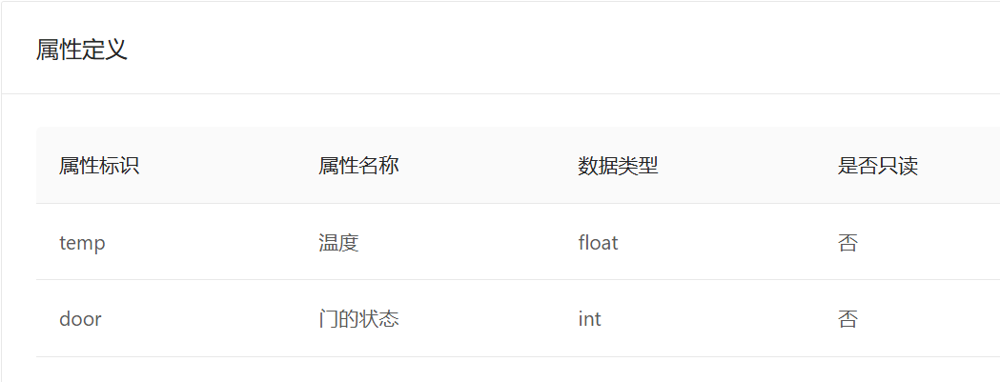 属性定义
属性标识 属性名称 数据类型 是否只读
temp 温度 float 否
door 门的状态 int 否